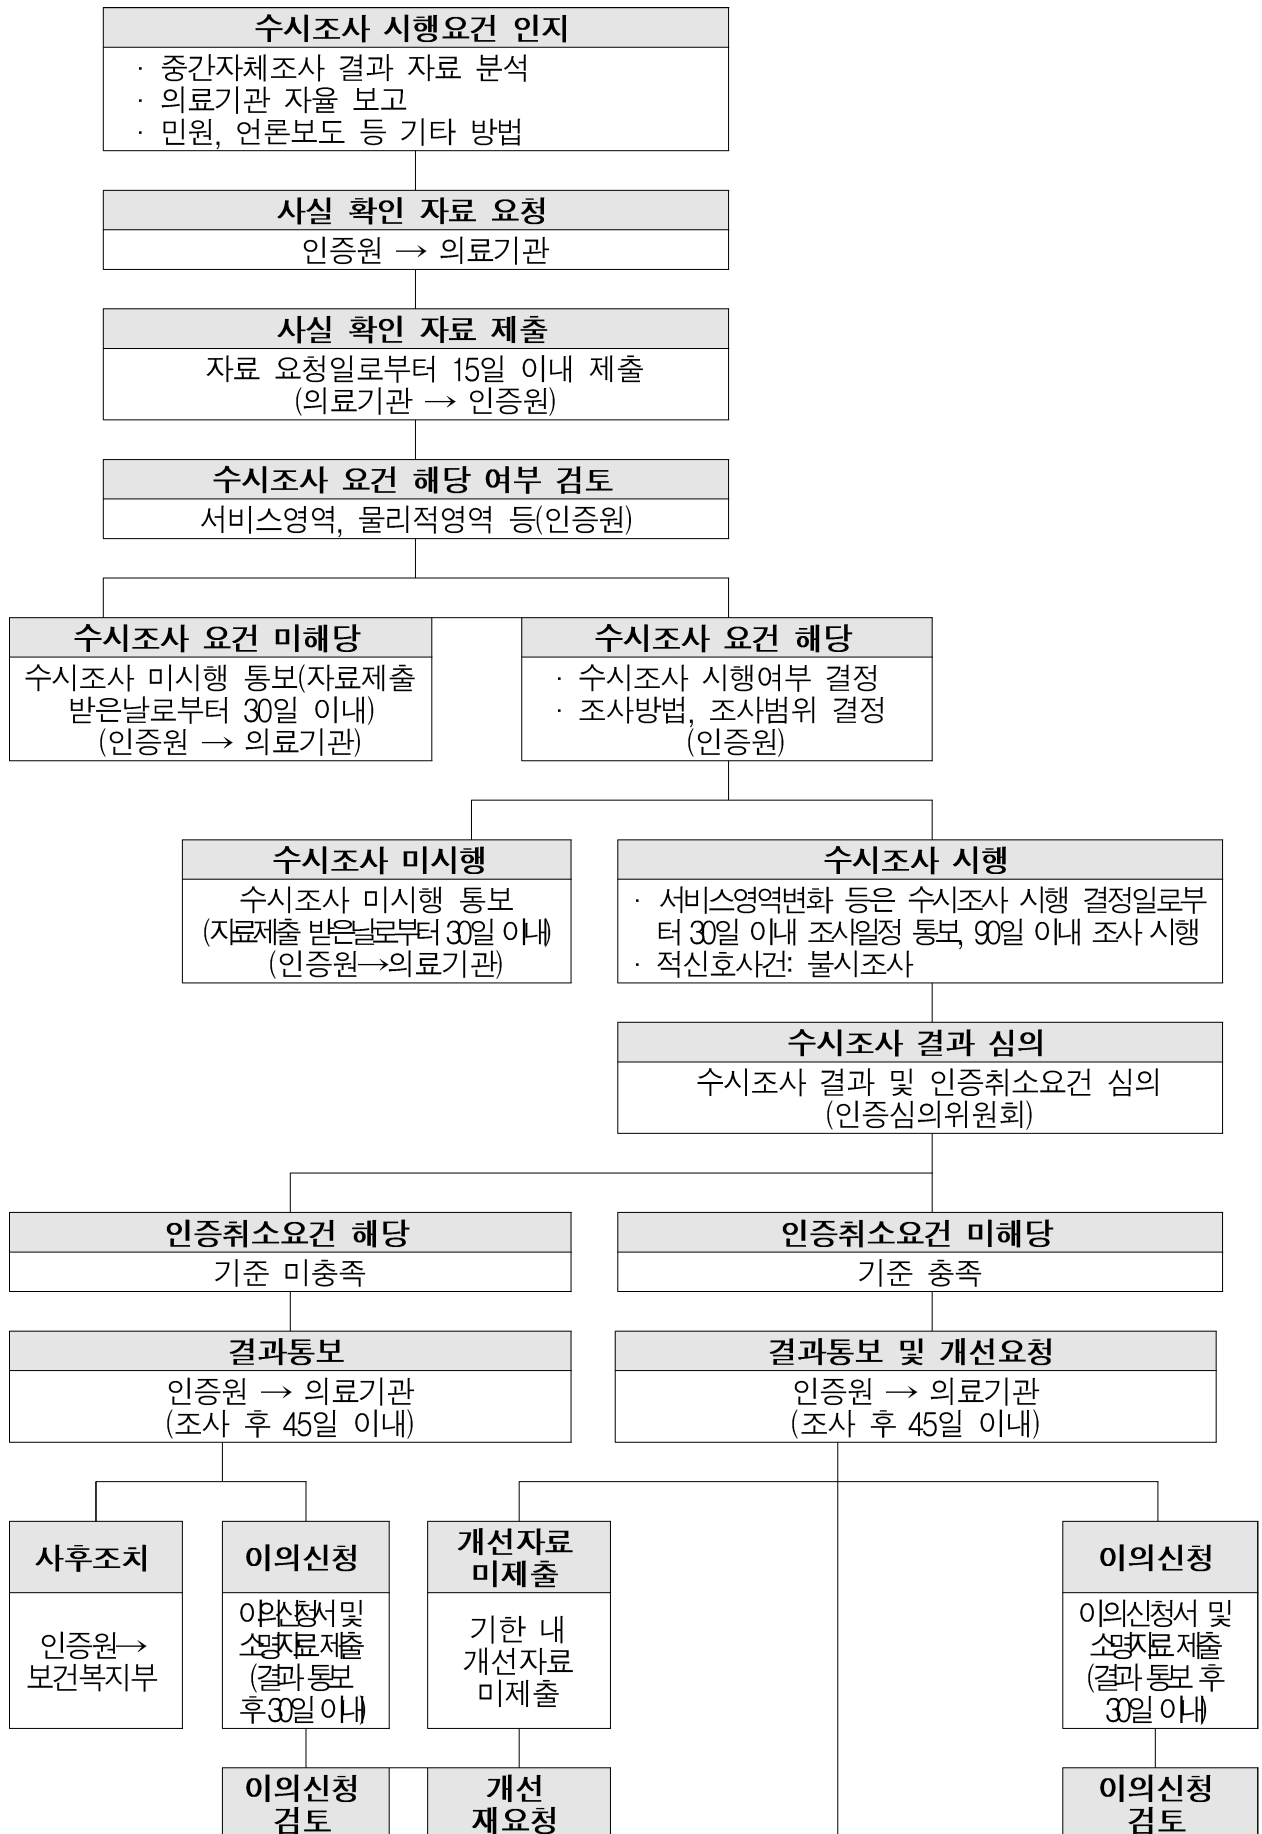 수시조사 시행요건 인지
· 중간자체조사 결과 자료 분석
· 의료기관 자율 보고
· 민원, 언론보도 등 기타 방법
사실 확인 자료 요청
인증원 → 의료기관
사실 확인 자료 제출
자료 요청일로부터 15일 이내 제출
(의료기관 → 인증원)
수시조사 요건 해당 여부 검토
서비스영역, 물리적영역 등(인증원)
수시조사 요건 미해당
수시조사 미시행 통보(자료제출
받은날로부터 30일 이내)
(인증원 → 의료기관)
수시조사 요건 해당
· 수시조사 시행여부 결정
· 조사방법, 조사범위 결정
(인증원)
수시조사 미시행
수시조사 미시행 통보
(자료제출 받은날로부터 30일 이내)
(인증원→의료기관)
수시조사 시행
· 서비스영역변화 등은 수시조사 시행 결정일로부
터 30일 이내 조사일정 통보, 90일 이내 조사 시행
· 적신호사건: 불시조사
수시조사 결과 심의
수시조사 결과 및 인증취소요건 심의
(인증심의위원회)
인증취소요건 해당
기준 미충족
인증취소요건 미해당
기준 충족
결과통보
인증원 → 의료기관
(조사 후 45일 이내)
결과통보 및 개선요청
인증원 → 의료기관
(조사 후 45일 이내)
사후조치
인증원→
보건복지부
이의신청
이의신청서 및
소명자료 제출
(결과 통보
후 30일 이내)
개선자료
미제출
기한 내
개선자료
미제출
이의신청
이의신청서 및
소명자료 제출
(결과 통보 후
30일 이내)
이의신청
검토
개선
재요청
이의신청
검토